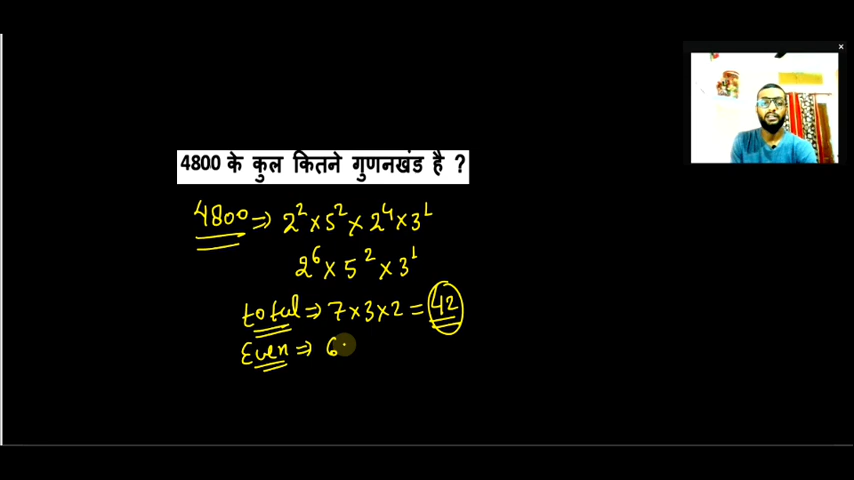 4800 के कुल कितने गुणनखंड है ?
4800 ⇒ 2² × 5² × 2⁴ × 3¹
2⁶ × 5² × 3¹
total ⇒ 7 × 3 × 2 = 42
Even ⇒ 6